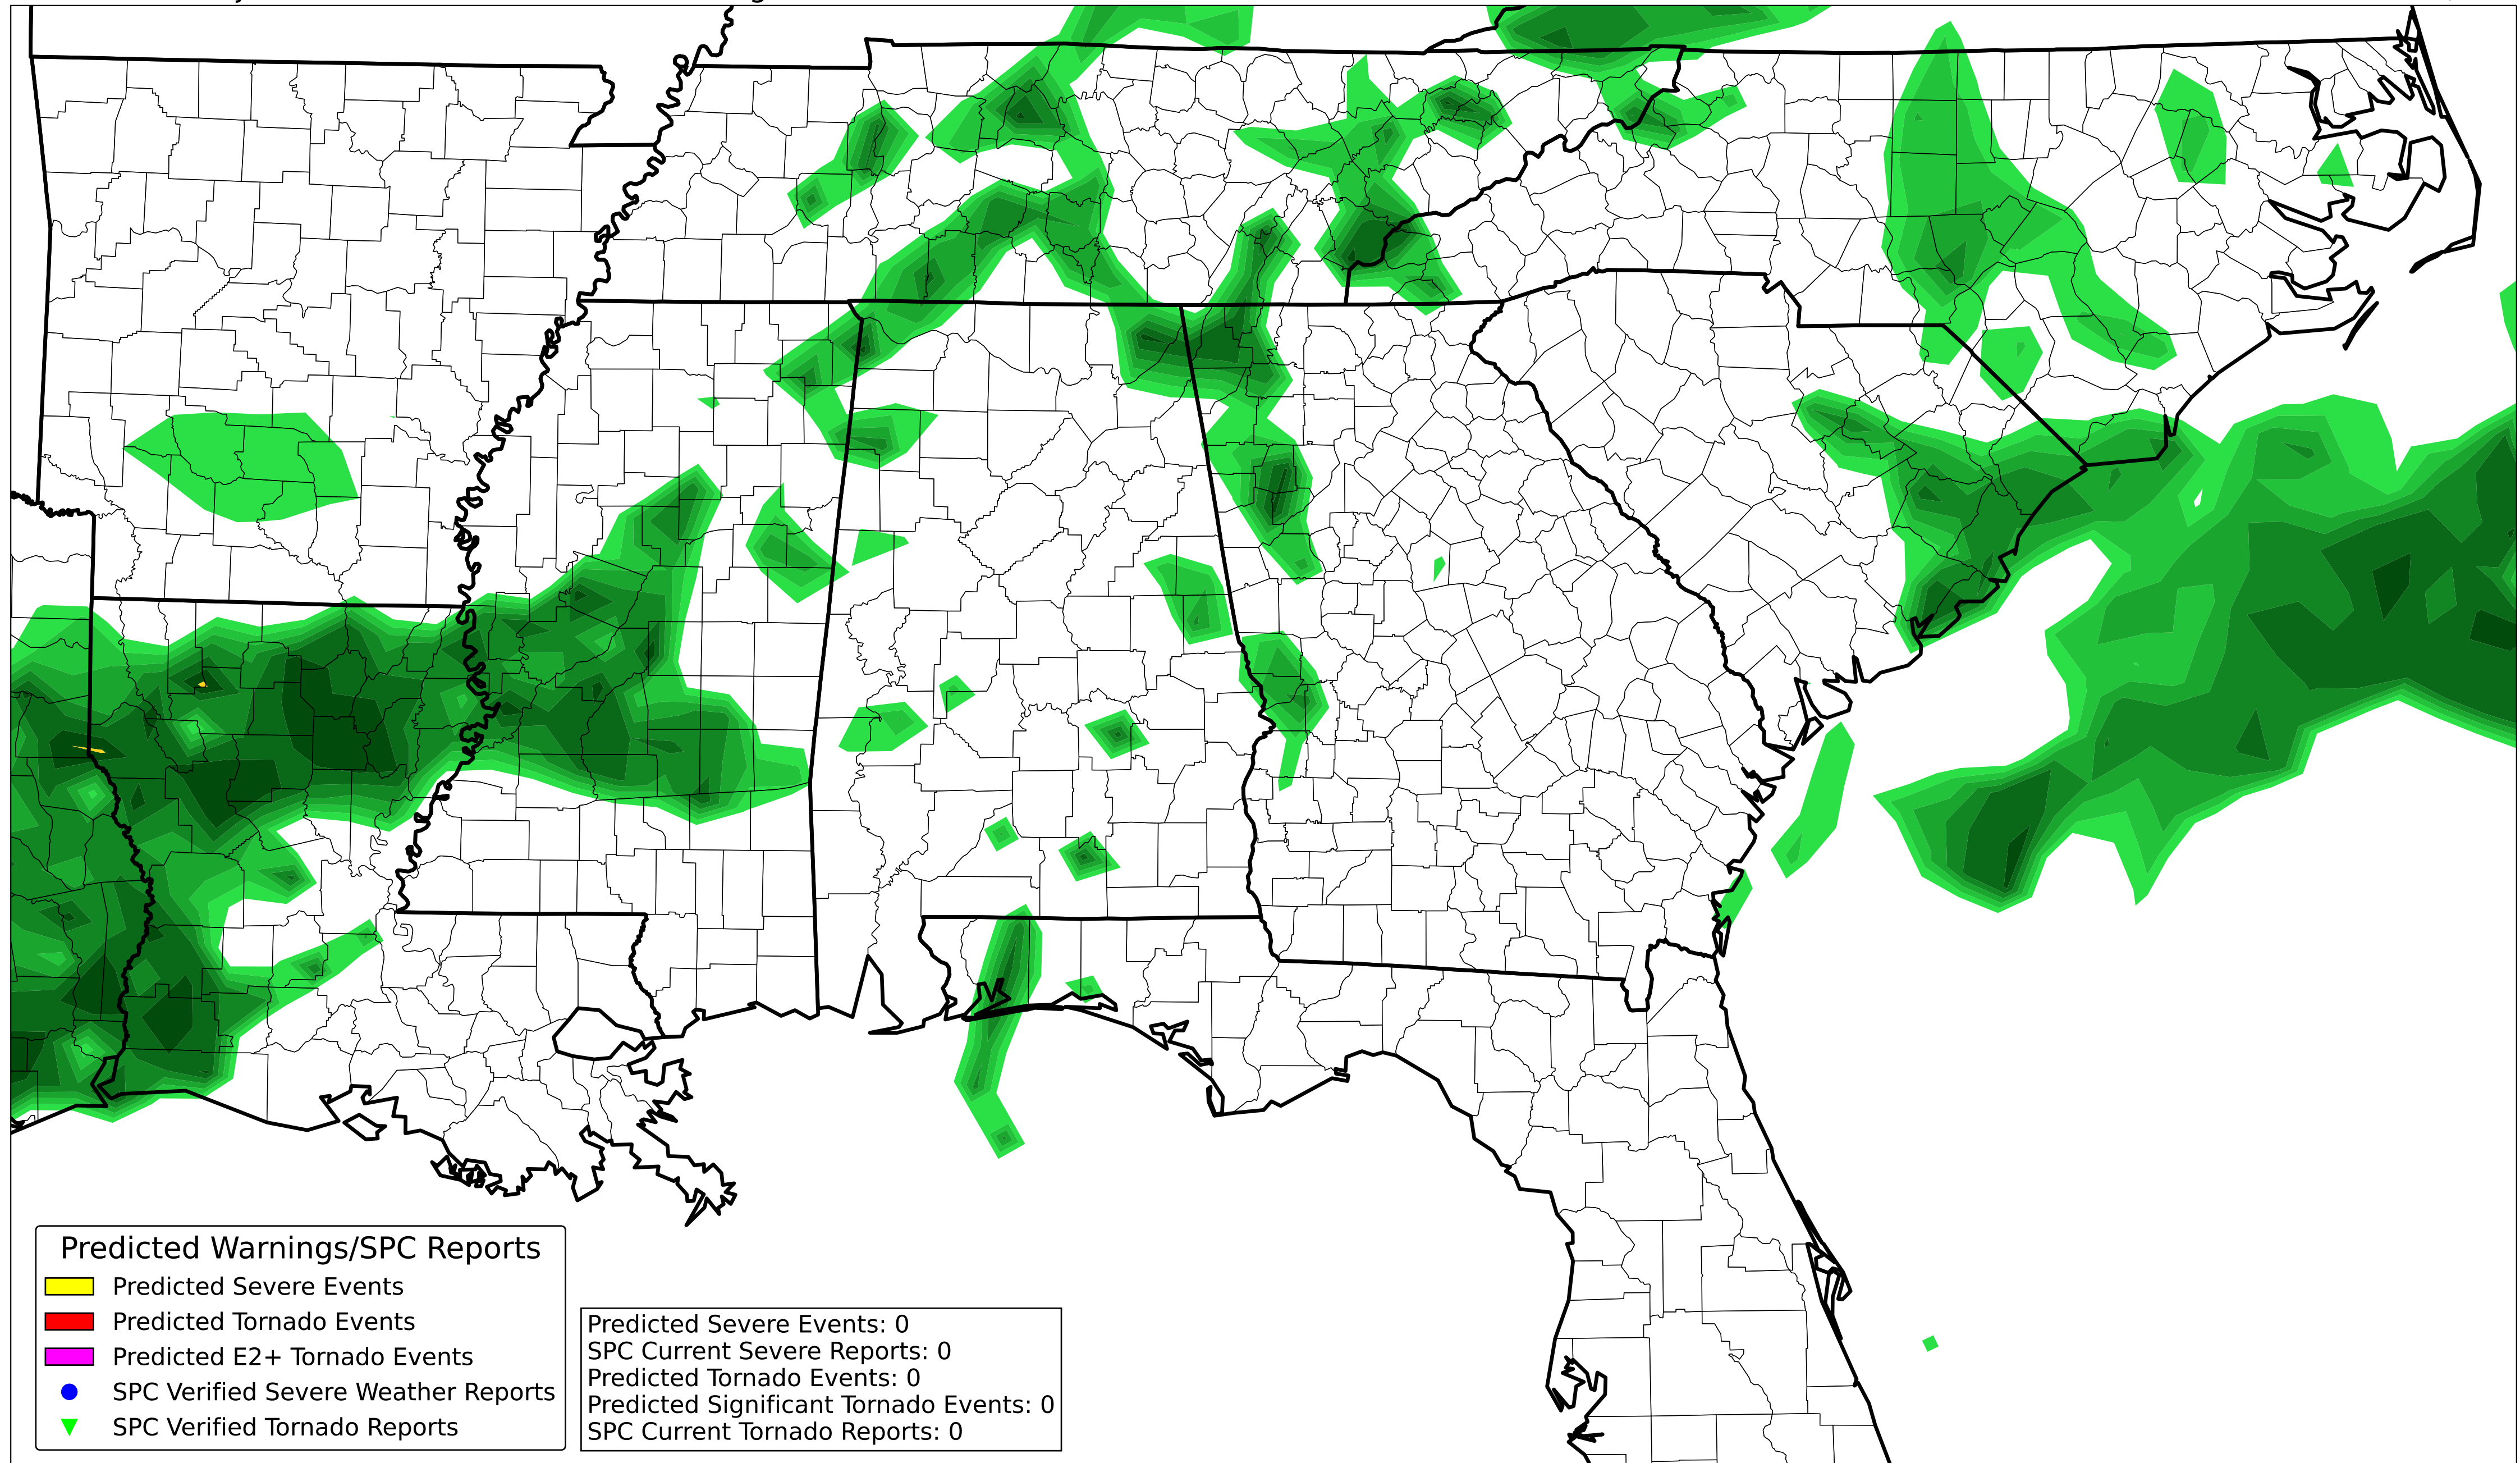 Predicted Warnings/SPC Reports
Predicted Severe Events
Predicted Tornado Events
Predicted E2+ Tornado Events
SPC Verified Severe Weather Reports
SPC Verified Tornado Reports
Predicted Severe Events: 0
SPC Current Severe Reports: 0
Predicted Tornado Events: 0
Predicted Significant Tornado Events: 0
SPC Current Tornado Reports: 0